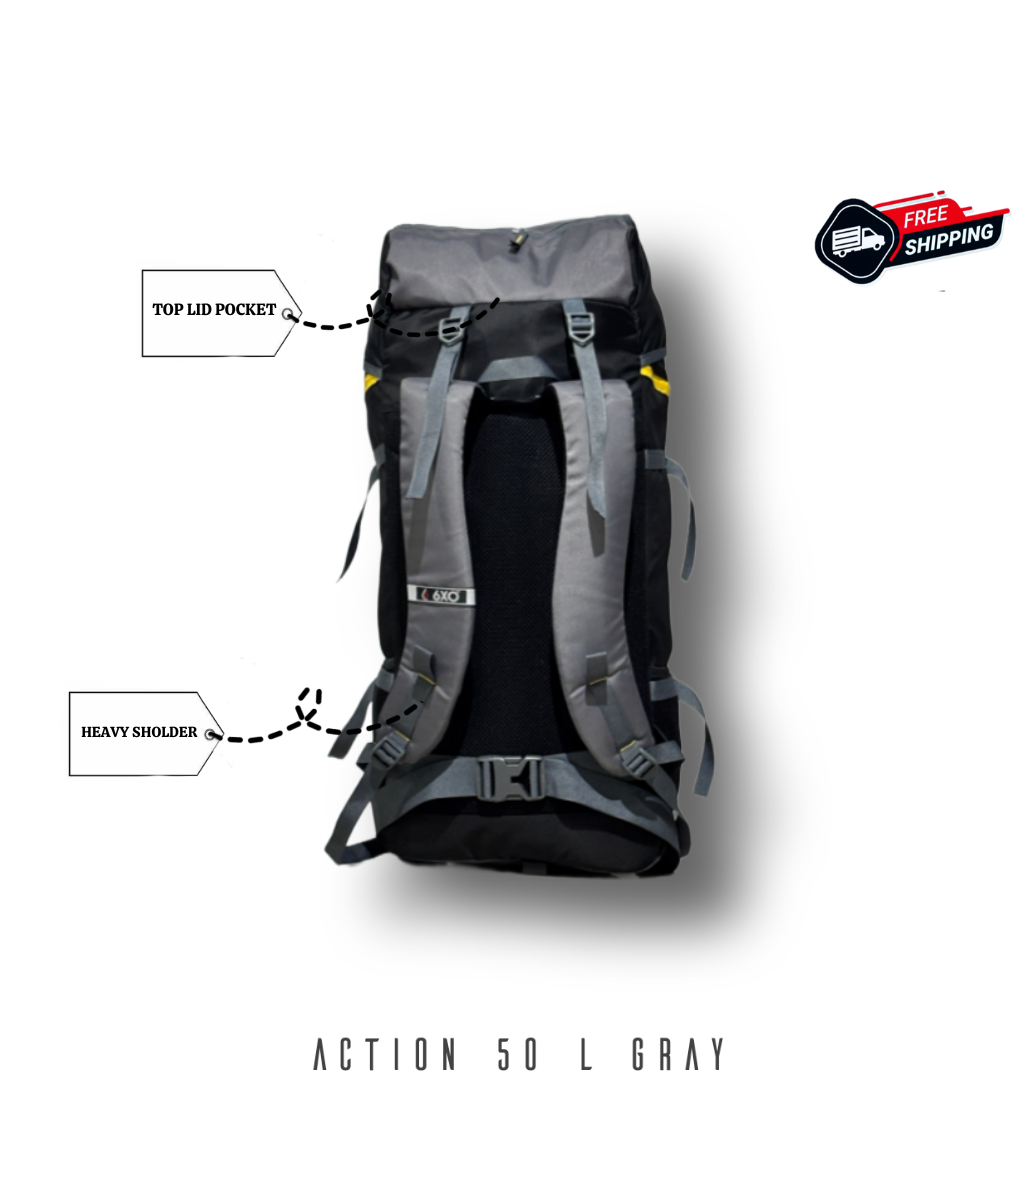 FREE
SHIPPING
TOP LID POCKET
6XO
HEAVY SHOLDER
ACTION 50 L GRAY